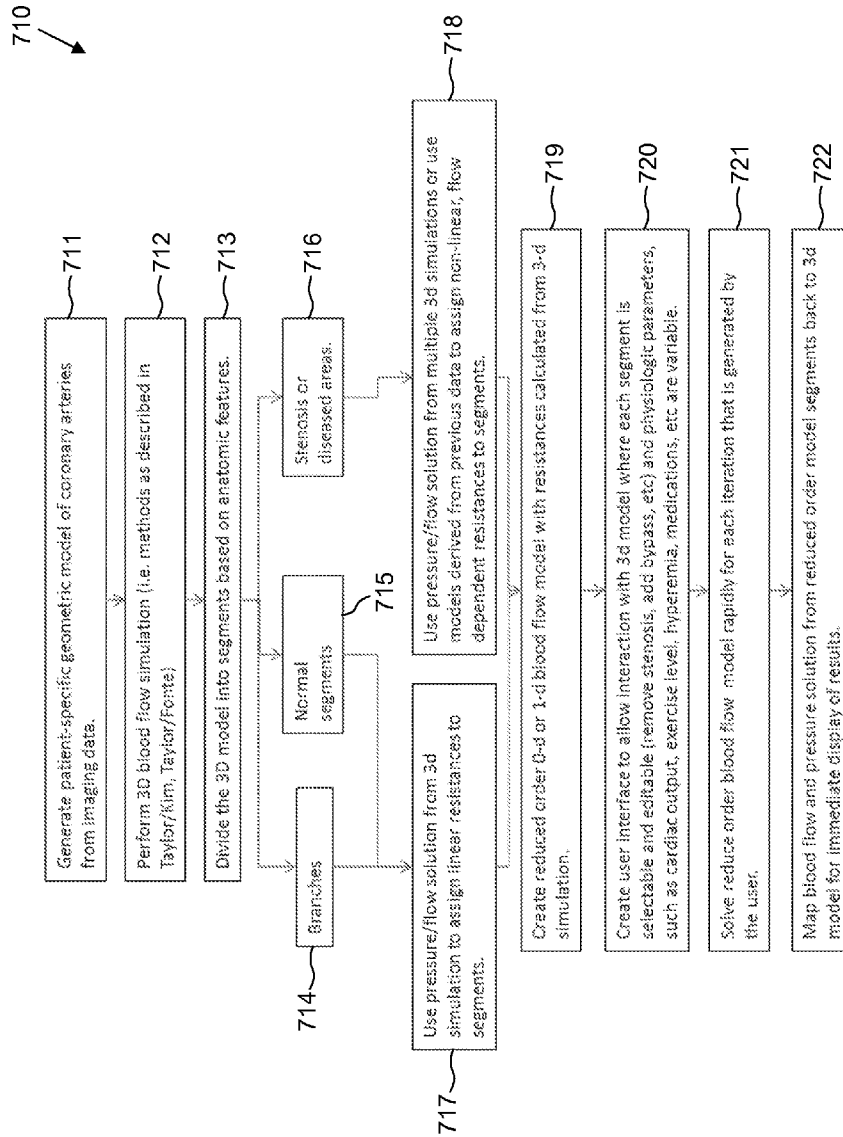 710
Generate patient-specific geometric model of coronary arteries
from imaging data.
711
Perform 3D blood flow simulation (i.e. methods as described in
Taylor/Kim, Taylor/Fonte)
712
Divide the 3D model into segments based on anatomic features.
713
Branches
714
Normal
segments
715
Stenosis or
diseased areas.
716
Use pressure/flow solution from 3d
simulation to assign linear resistances to
segments.
717
Use pressure/flow solution from multiple 3d simulations or use
models derived from previous data to assign non-linear, flow
dependent resistances to segments.
718
Create reduced order 0-d or 1-d blood flow model with resistances calculated from 3-d
simulation.
719
Create user interface to allow interaction with 3d model where each segment is
selectable and editable (remove stenosis, add bypass, etc) and physiologic parameters,
such as cardiac output, exercise level, hyperemia, medications, etc are variable.
720
Solve reduce order blood flow model rapidly for each iteration that is generated by
the user.
721
Map blood flow and pressure solution from reduced order model segments back to 3d
model for immediate display of results.
722